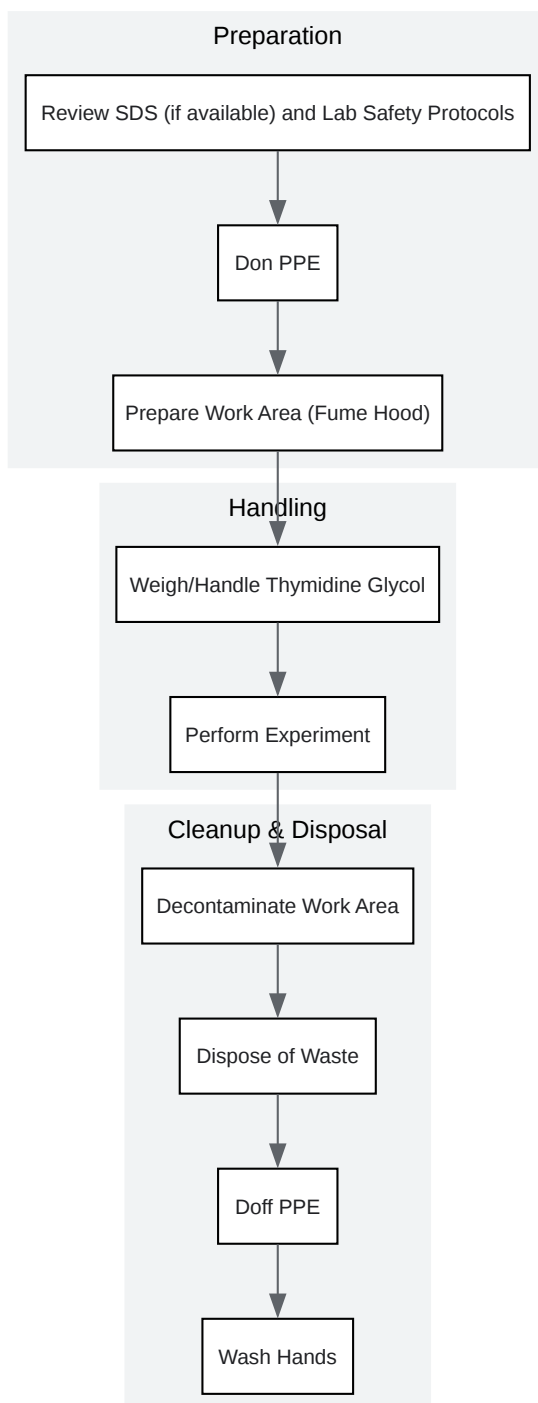 Preparation
Review SDS (if available) and Lab Safety Protocols
Don PPE
Prepare Work Area (Fume Hood)
Handling
Weigh/Handle Thymidine Glycol
Perform Experiment
Cleanup & Disposal
Decontaminate Work Area
Dispose of Waste
Doff PPE
Wash Hands